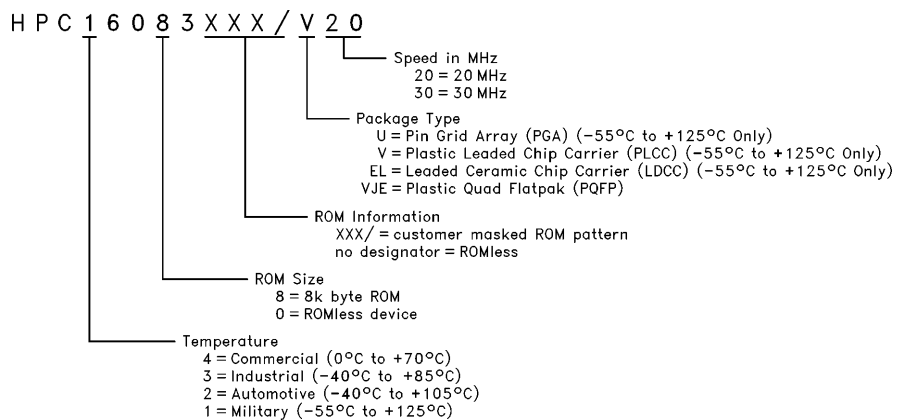 HPC16083XXX/V20
Speed in MHz
20 = 20 MHz
30 = 30 MHz
Package Type
U = Pin Grid Array (PGA) (−55°C to +125°C Only)
V = Plastic Leaded Chip Carrier (PLCC) (−55°C to +125°C Only)
EL = Leaded Ceramic Chip Carrier (LDCC) (−55°C to +125°C Only)
VJE = Plastic Quad Flatpak (PQFP)
ROM Information
XXX/ = customer masked ROM pattern
no designator = ROMless
ROM Size
8 = 8k byte ROM
0 = ROMless device
Temperature
4 = Commercial (0°C to +70°C)
3 = Industrial (−40°C to +85°C)
2 = Automotive (−40°C to +105°C)
1 = Military (−55°C to +125°C)